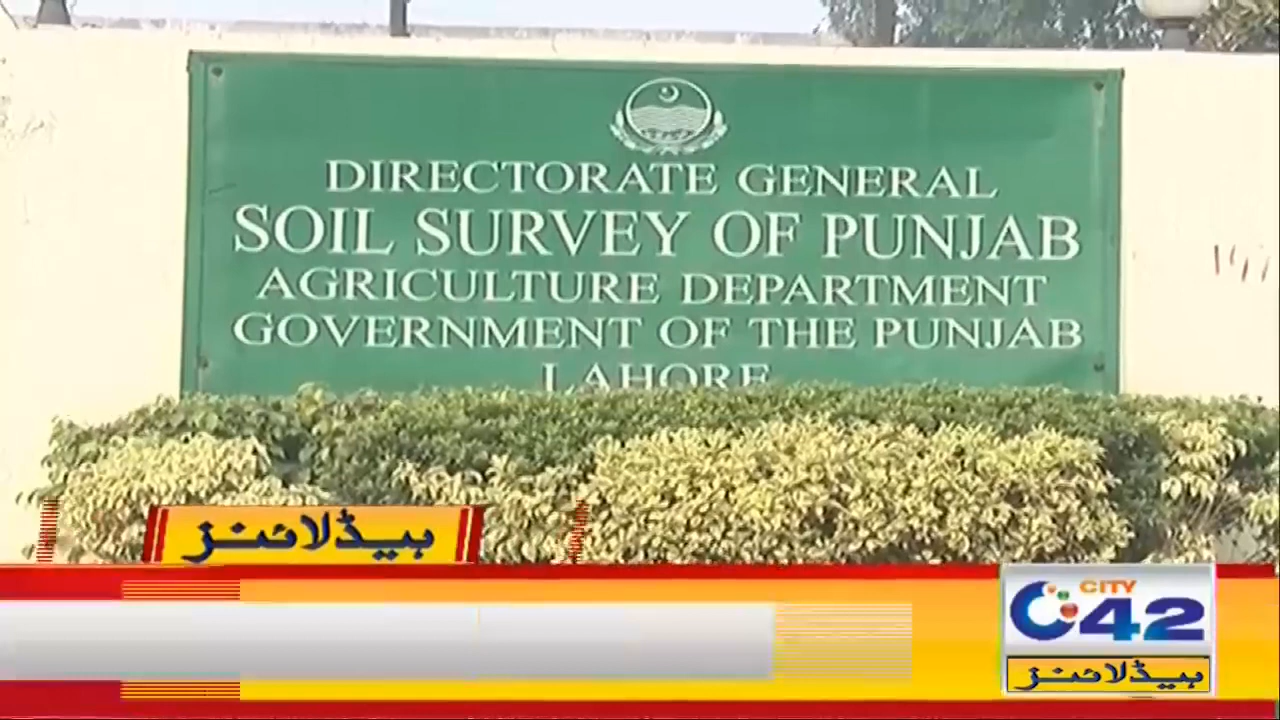 DIRECTORATE GENERAL
SOIL SURVEY OF PUNJAB
AGRICULTURE DEPARTMENT
GOVERNMENT OF THE PUNJAB
LAHORE
ہیڈلائنز
CITY
42
ہیڈلائنز